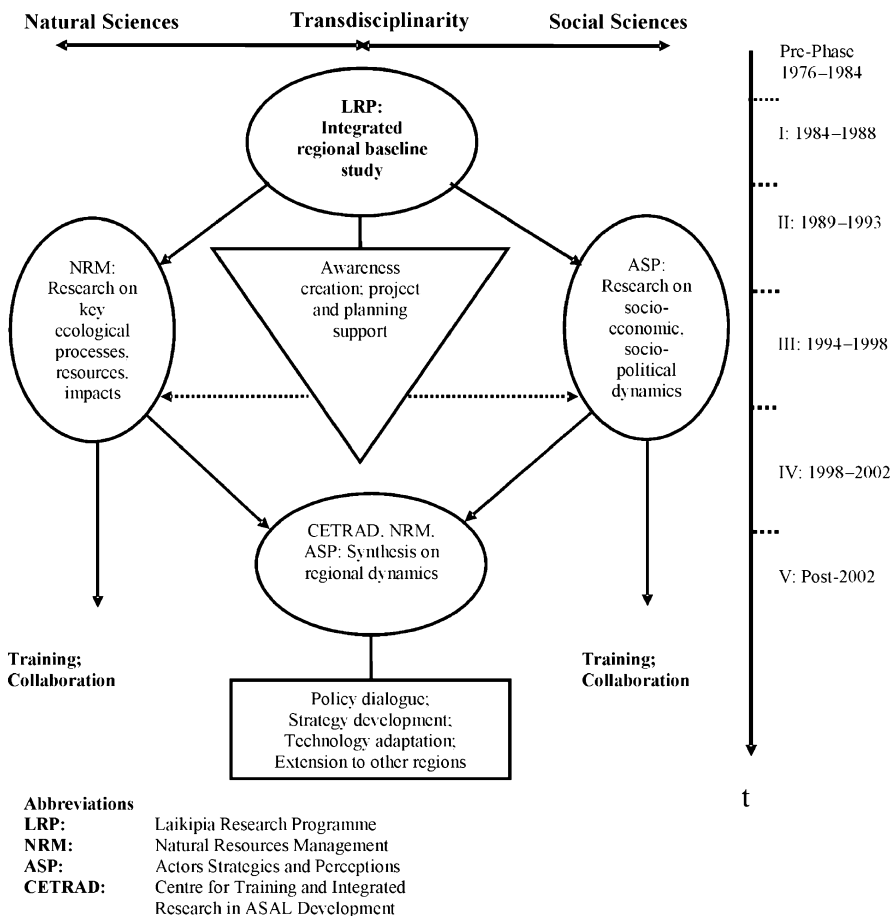 Natural Sciences Transdisciplinarity Social Sciences
Pre-Phase
1976–1984
LRP:
Integrated
regional baseline
study
I: 1984–1988
II: 1989–1993
NRM:
Research on
key
ecological
processes,
resources,
impacts
Awareness
creation; project
and planning
support
ASP:
Research on
socio-
economic,
socio-
political
dynamics
III: 1994–1998
IV: 1998–2002
CETRAD, NRM,
ASP: Synthesis on
regional dynamics
V: Post-2002
Training;
Collaboration
Training;
Collaboration
Policy dialogue;
Strategy development;
Technology adaptation;
Extension to other regions
t
Abbreviations
LRP: Laikipia Research Programme
NRM: Natural Resources Management
ASP: Actors Strategies and Perceptions
CETRAD: Centre for Training and Integrated
Research in ASAL Development